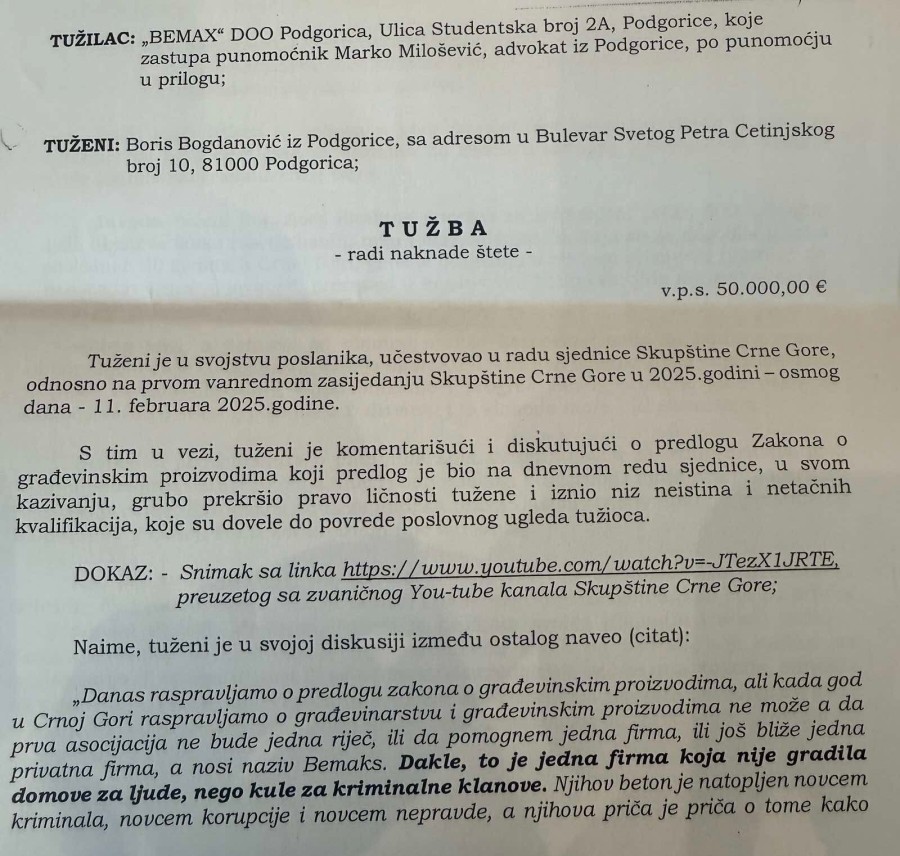 TUŽILAC: „BEMAX“ DOO Podgorica, Ulica Studentska broj 2A, Podgorice, koje
zastupa punomoćnik Marko Milošević, advokat iz Podgorice, po punomoćju
u prilogu;
TUŽENI: Boris Bogdanović iz Podgorice, sa adresom u Bulevar Svetog Petra Cetinjskog
broj 10, 81000 Podgorica;
T U Ž B A
- radi naknade štete -
v.p.s. 50.000,00 €
Tuženi je u svojstvu poslanika, učestvovao u radu sjednice Skupštine Crne Gore,
odnosno na prvom vanrednom zasijedanju Skupštine Crne Gore u 2025.godini – osmog
dana - 11. februara 2025.godine.
S tim u vezi, tuženi je komentarišući i diskutujući o predlogu Zakona o
građevinskim proizvodima koji predlog je bio na dnevnom redu sjednice, u svom
kazivanju, grubo prekršio pravo ličnosti tužene i iznio niz neistina i netačnih
kvalifikacija, koje su dovele do povrede poslovnog ugleda tužioca.
DOKAZ: - Snimak sa linka https://www.youtube.com/watch?v=-JTezX1JRTE,
preuzetog sa zvaničnog You-tube kanala Skupštine Crne Gore;
Naime, tuženi je u svojoj diskusiji između ostalog naveo (citat):
„Danas raspravljamo o predlogu zakona o građevinskim proizvodima, ali kada god
u Crnoj Gori raspravljamo o građevinarstvu i građevinskim proizvodima ne može a da
prva asocijacija ne bude jedna riječ, ili da pomognem jedna firma, ili još bliže jedna
privatna firma, a nosi naziv Bemaks. Dakle, to je jedna firma koja nije gradila
domove za ljude, nego kule za kriminalne klanove. Njihov beton je natopljen novcem
kriminala, novcem korupcije i novcem nepravde, a njihova priča je priča o tome kako